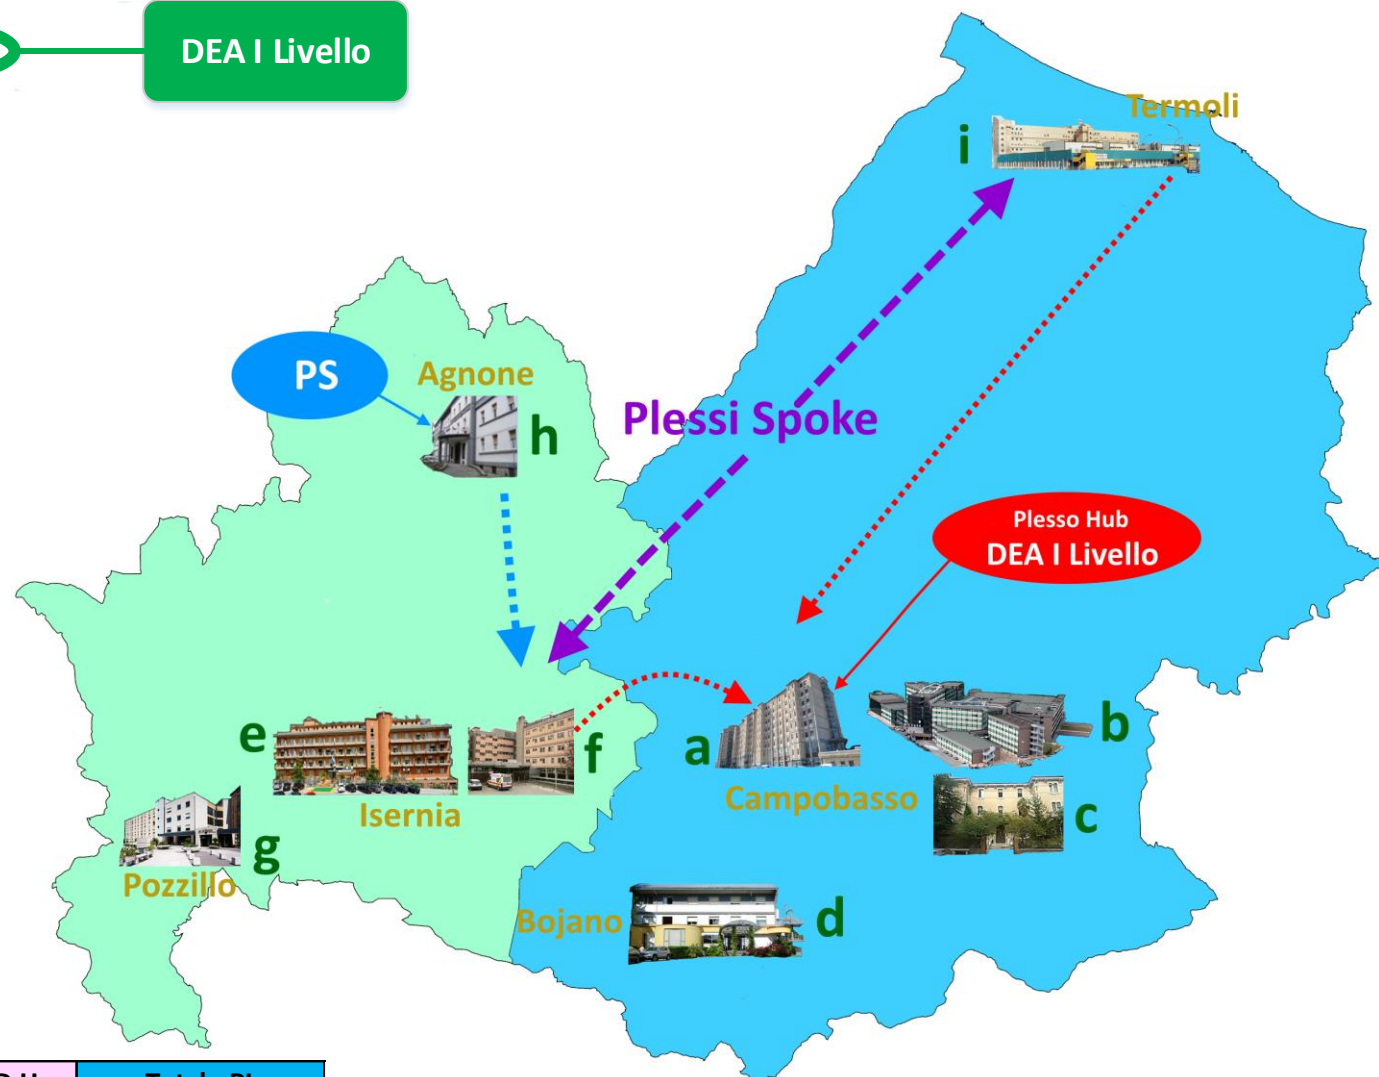 DEA I Livello
Termoli
i
PS
Agnone
h
Plessi Spoke
Plesso Hub
DEA I Livello
e
f
a
b
Isernia
Campobasso
c
g
Pozzillo
Bojano
d